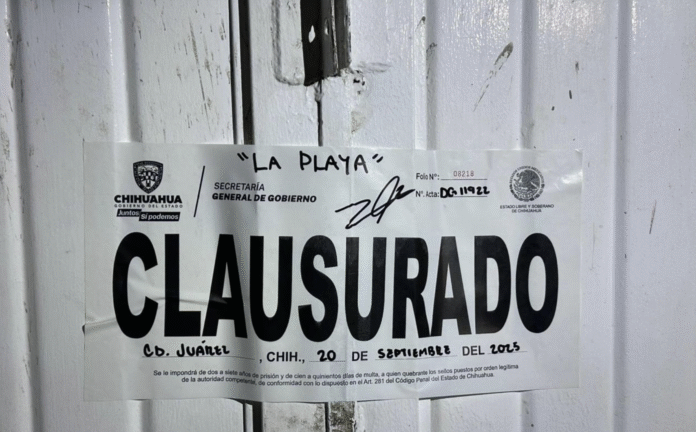 "LA PLAYA"
CHIHUAHUA
GOBIERNO DEL ESTADO
Juntos Sí podemos
SECRETARÍA
GENERAL DE GOBIERNO
Folio Nº: 08218
Nº. Acta: DG-11922
ESTADO LIBRE Y SOBERANO
DE CHIHUAHUA
CLAUSURADO
CD. JUÁREZ, CHIH., 20 DE SEPTIEMBRE DEL 2025
Se le impondrá de dos a siete años de prisión y de cien a quinientos días de multa, a quien quebrante los sellos puestos por orden legítima
de la autoridad competente, de conformidad con lo dispuesto en el Art. 281 del Código Penal del Estado de Chihuahua.